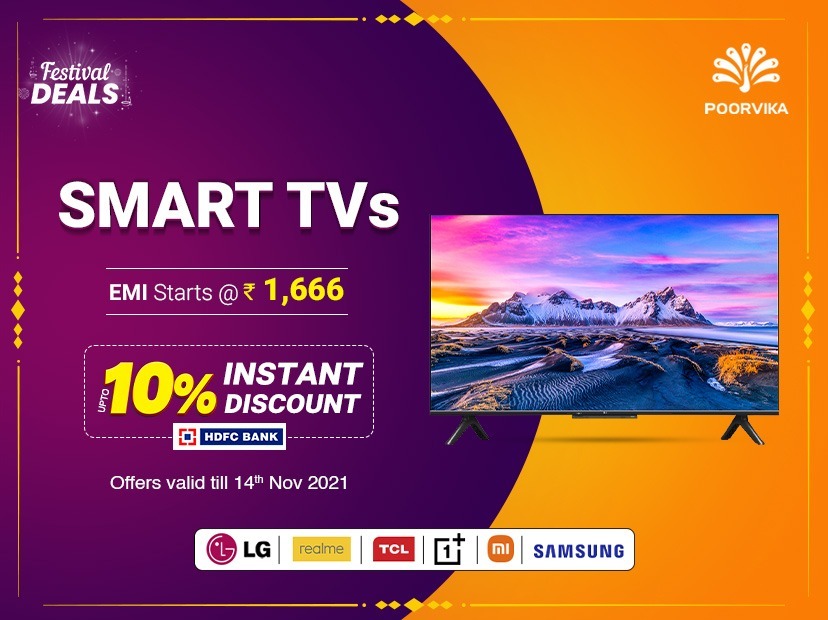 Festival
DEALS
POORVIKA
SMART TVs
EMI Starts @ ₹ 1,666
UPTO 10% INSTANT
DISCOUNT
HDFC BANK
Offers valid till 14th Nov 2021
LG realme TCL 1+ mi SAMSUNG